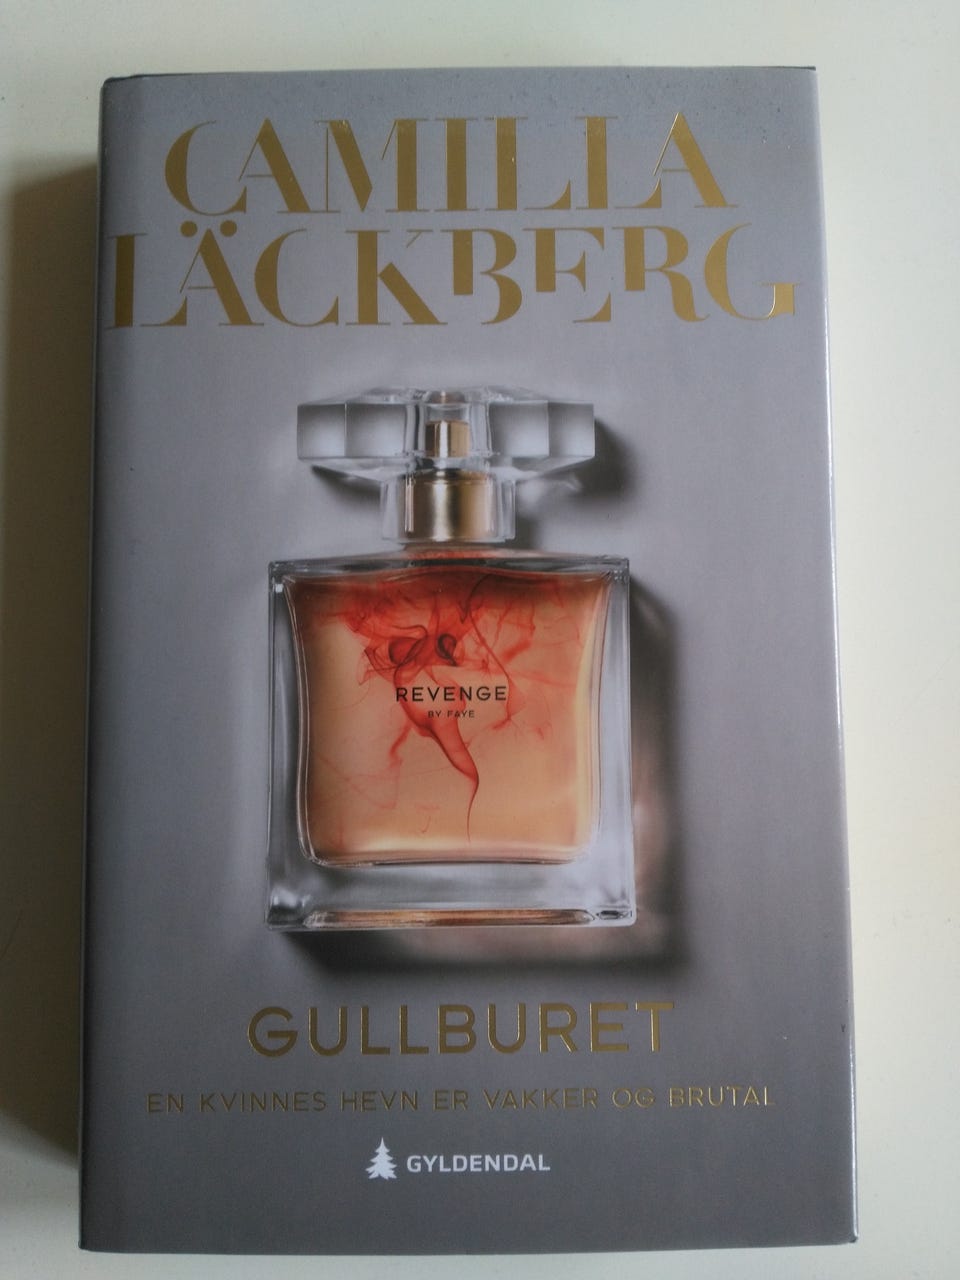 CAMILLA
LÄCKBERG
REVENGE
BY FAYE
GULLBURET
EN KVINNES HEVN ER VAKKER OG BRUTAL
GYLDENDAL